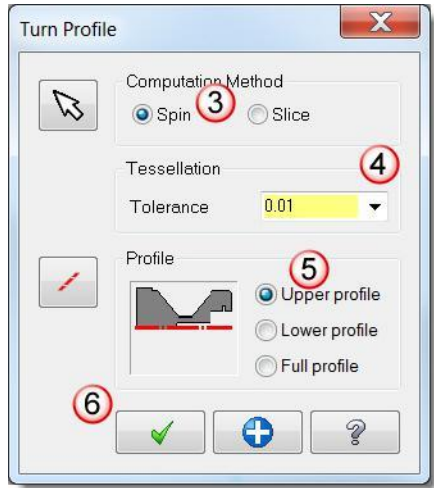 Turn Profile
Computation Method
Spin 3 Slice
Tessellation 4
Tolerance 0.01
Profile
5
Upper profile
Lower profile
Full profile
6
?